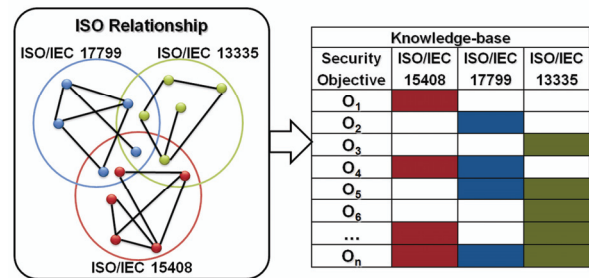 ISO Relationship
ISO/IEC 17799
ISO/IEC 13335
ISO/IEC 15408
Knowledge-base
Security Objective
ISO/IEC 15408
ISO/IEC 17799
ISO/IEC 13335
O1
O2
O3
O4
O5
O6
...
On